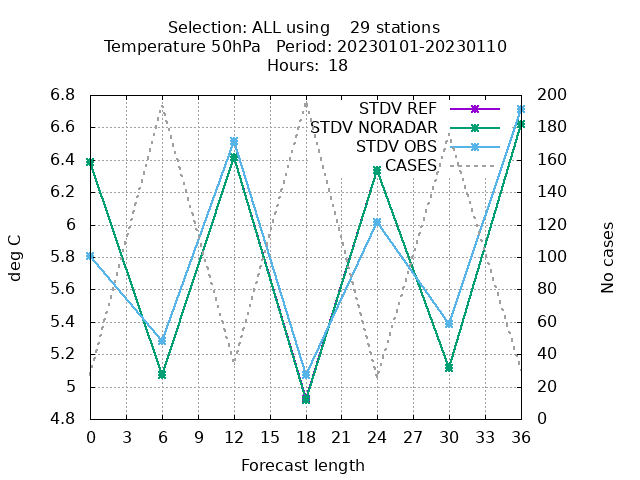 Selection: ALL using    29 stations
Temperature 50hPa   Period: 20230101-20230110
Hours: 18
6.8
6.6
6.4
6.2
6
5.8
5.6
5.4
5.2
5
4.8
deg C
STDV REF
STDV NORADAR
STDV OBS
CASES
200
180
160
140
120
100
80
60
40
20
0
No cases
0 3 6 9 12 15 18 21 24 27 30 33 36
Forecast length